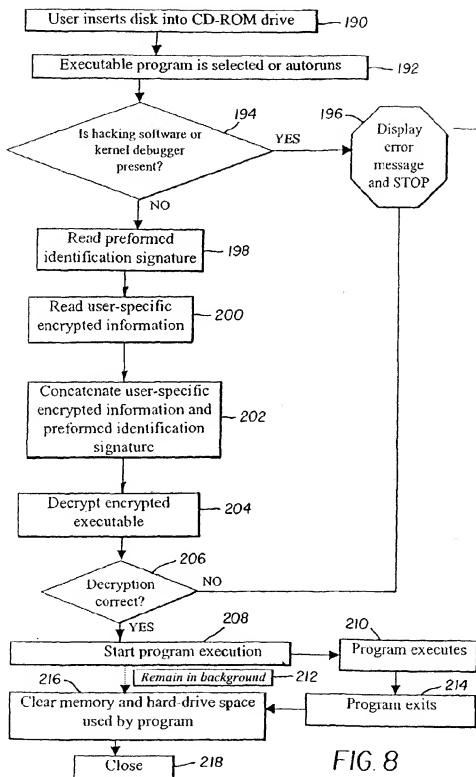 User inserts disk into CD-ROM drive
190
Executable program is selected or autoruns
192
194
Is hacking software or
kernel debugger
present?
YES
196
Display
error
message
and STOP
NO
Read preformed
identification signature
198
Read user-specific
encrypted information
200
Concatenate user-specific
encrypted information and
preformed identification
signature
202
Decrypt encrypted
executable
204
206
Decryption
correct?
NO
YES
208
Start program execution
210
Program executes
Remain in background
212
216
Clear memory and hard-drive space
used by program
214
Program exits
Close
218
FIG. 8